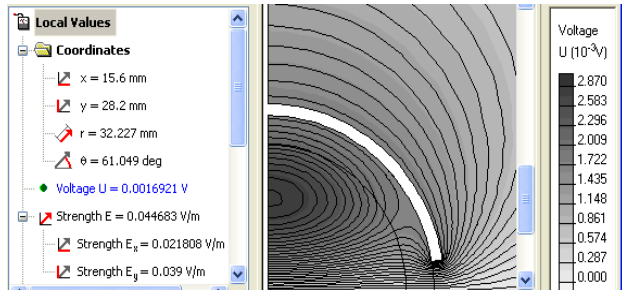 Local Values
Coordinates
x = 15.6 mm
y = 28.2 mm
r = 32.227 mm
θ = 61.049 deg
Voltage U = 0.0016921 V
Strength E = 0.044683 V/m
Strength Ex = 0.021808 V/m
Strength Ey = 0.039 V/m
Voltage
U (10⁻³V)
2.870
2.583
2.296
2.009
1.722
1.435
1.148
0.861
0.574
0.287
0.000